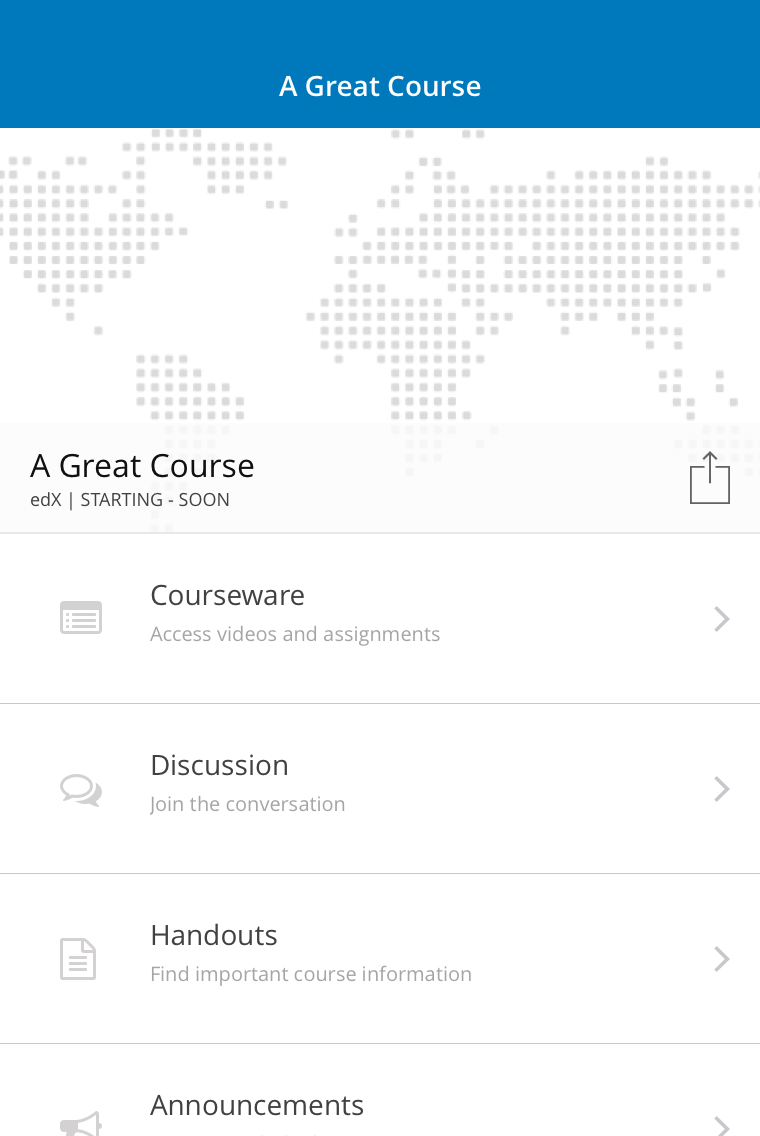 A Great Course
A Great Course
edX | STARTING - SOON
Courseware
Access videos and assignments
Discussion
Join the conversation
Handouts
Find important course information
Announcements